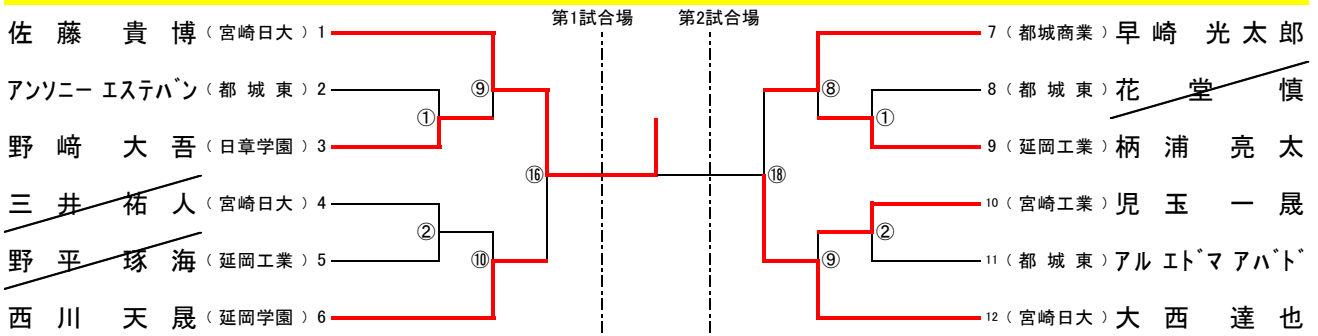 第1試合場 第2試合場
佐藤 貴博 (宮崎日大) 1
アンソニー エステバン (都城東) 2
野﨑 大吾 (日章学園) 3
三井 祐人 (宮崎日大) 4
野平 琢海 (延岡工業) 5
西川 天晟 (延岡学園) 6
⑨
①
⑯
②
⑩
7 (都城商業) 早崎 光太郎
8 (都城東) 花堂 慎
9 (延岡工業) 柄浦 亮太
10 (宮崎工業) 児玉 一晟
11 (都城東) アル エドマ アバド
12 (宮崎日大) 大西 達也
⑧
①
⑱
②
⑨